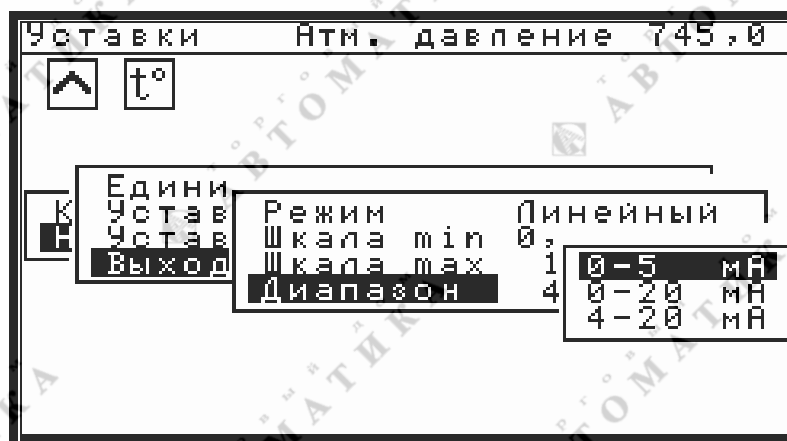 Уставки Атм. давление 745,0
t°
Едини
К Устав Режим Линейный
Н Устав Шкала min 0,
Выход Шкала max 1 0-5 мА
Диапазон 4 0-20 мА
4-20 мА